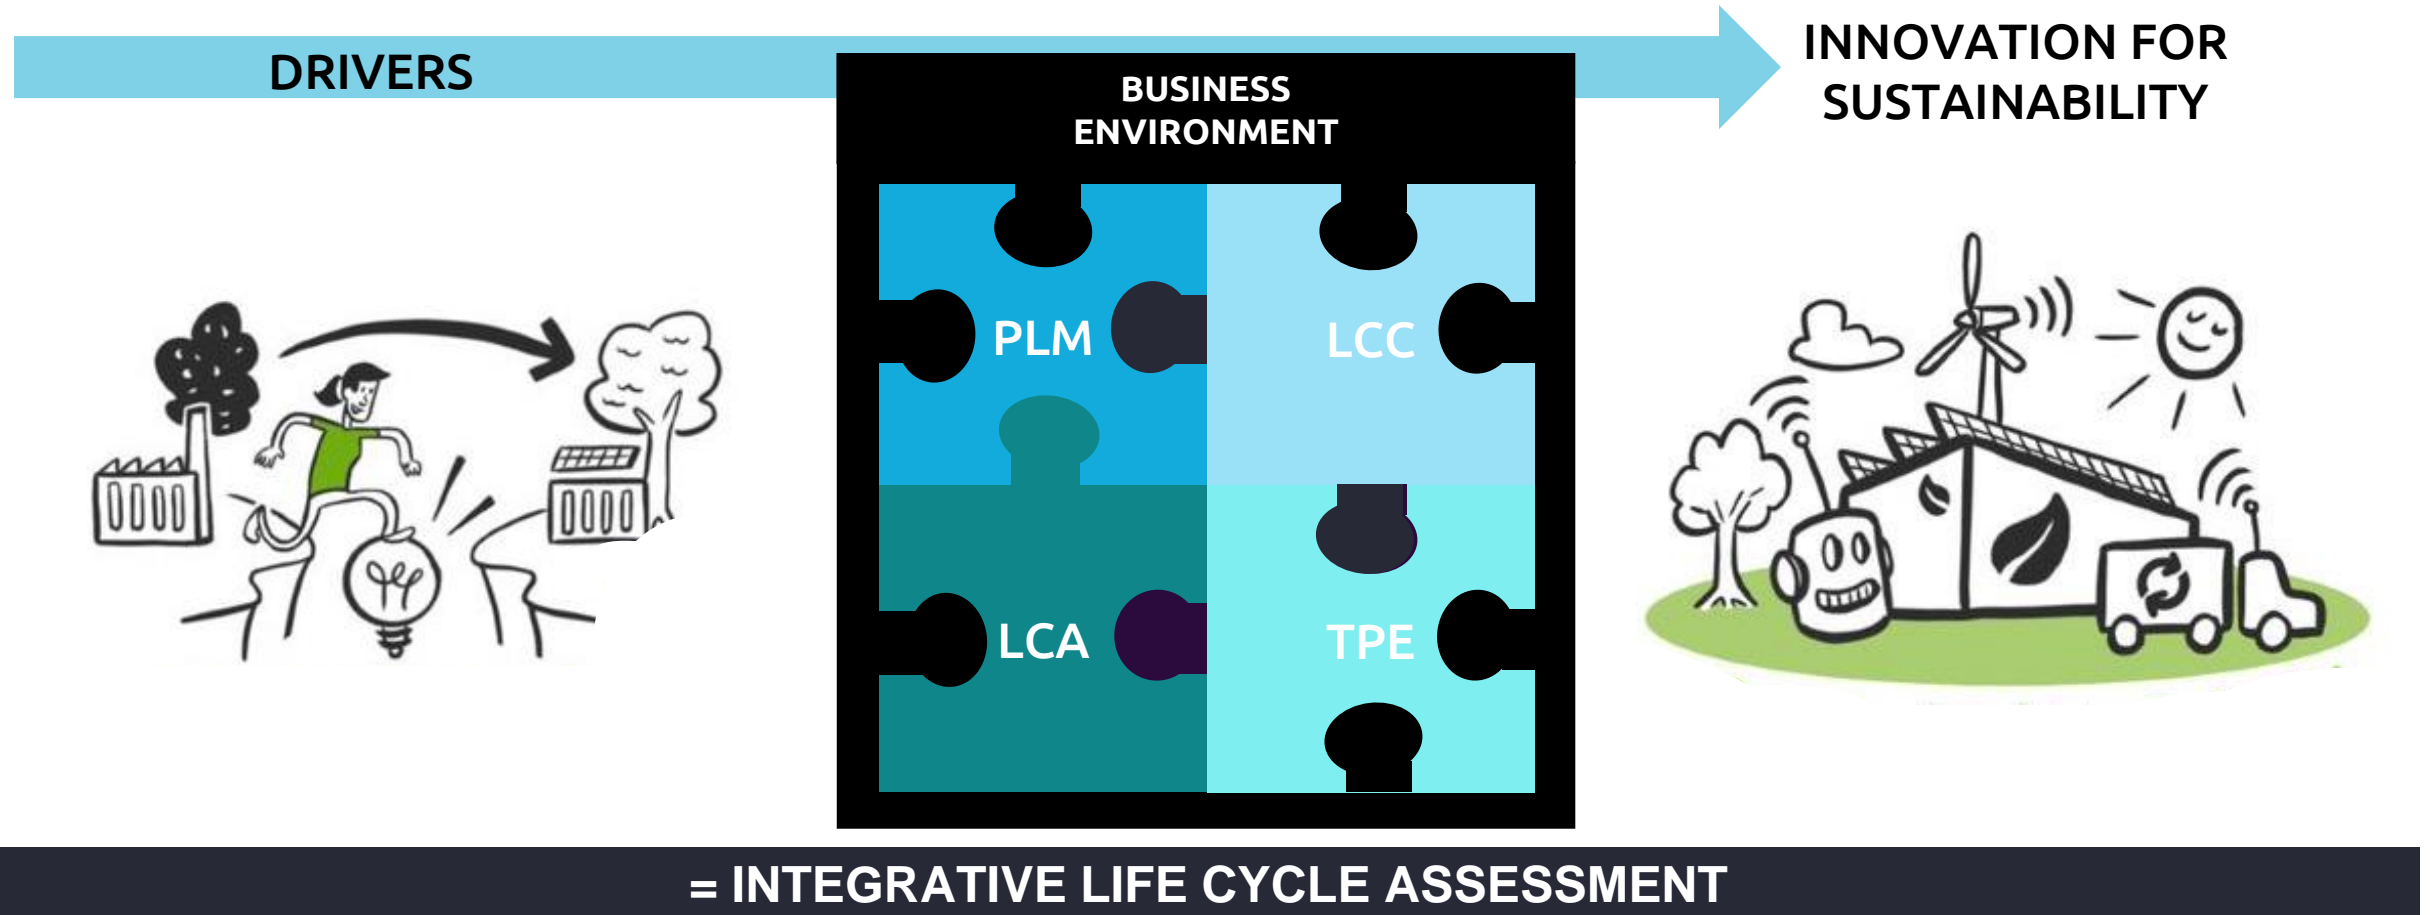 DRIVERS
BUSINESS
ENVIRONMENT
INNOVATION FOR
SUSTAINABILITY
PLM
LCC
LCA
TPE
= INTEGRATIVE LIFE CYCLE ASSESSMENT